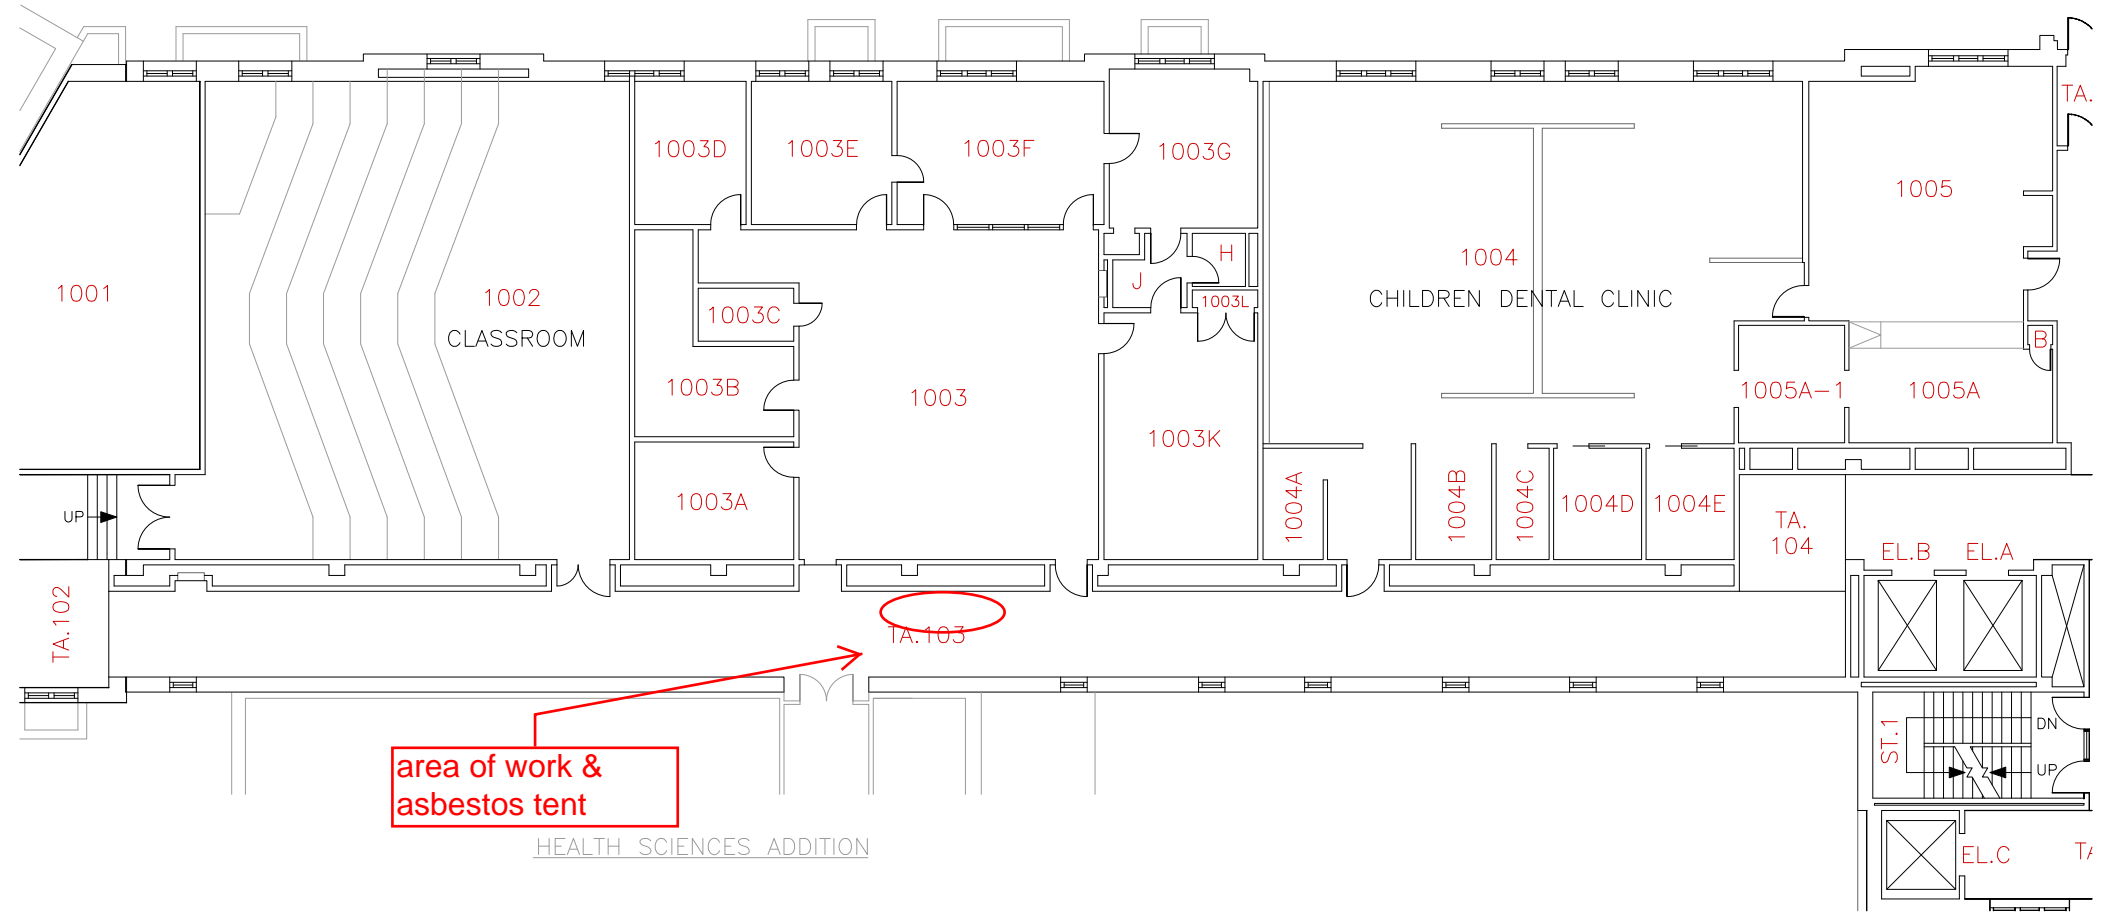 TA.
1003D
1003E
1003F
1003G
1005
1001
1002
CLASSROOM
1003C
J
H
1003L
1004
CHILDREN DENTAL CLINIC
B
1003B
1003
1003K
1005A-1
1005A
1003A
1004A
1004B
1004C
1004D
1004E
TA.
104
UP
EL.B
EL.A
TA.102
TA.103
ST.1
DN
UP
area of work &
asbestos tent
HEALTH SCIENCES ADDITION
EL.C
TA